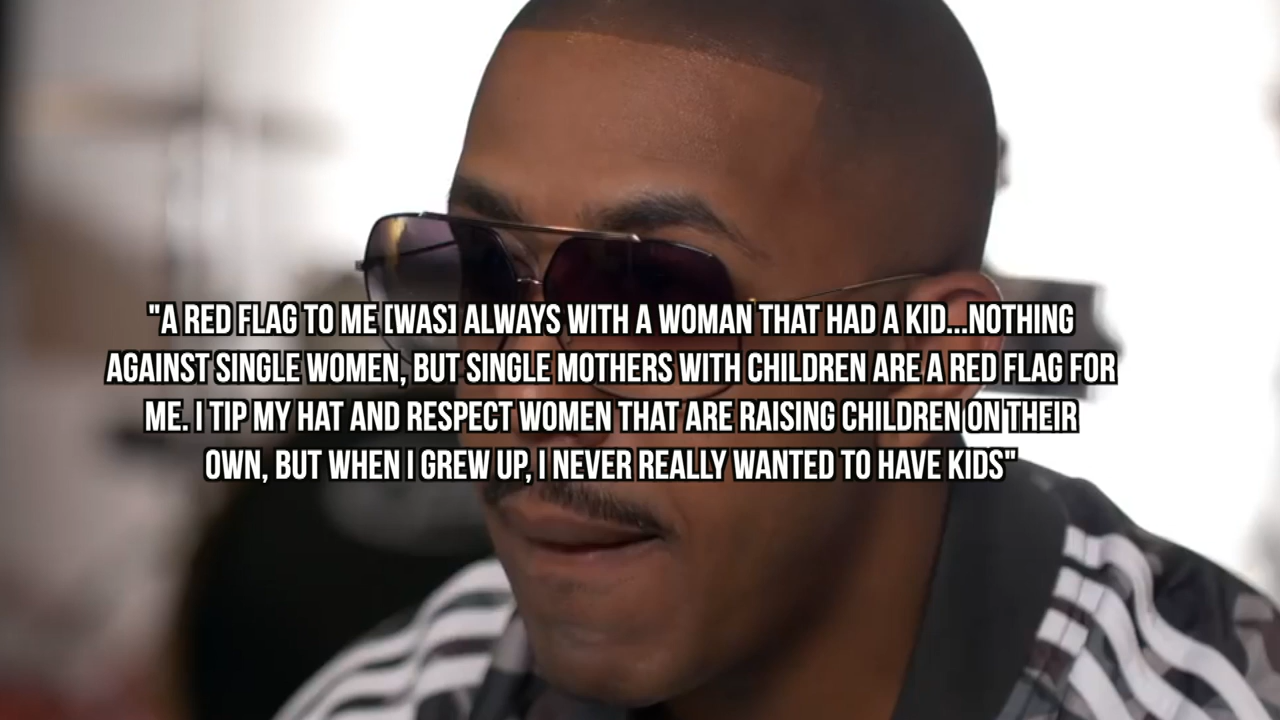 "A RED FLAG TO ME [WAS] ALWAYS WITH A WOMAN THAT HAD A KID...NOTHING
AGAINST SINGLE WOMEN, BUT SINGLE MOTHERS WITH CHILDREN ARE A RED FLAG FOR
ME. I TIP MY HAT AND RESPECT WOMEN THAT ARE RAISING CHILDREN ON THEIR
OWN, BUT WHEN I GREW UP, I NEVER REALLY WANTED TO HAVE KIDS"